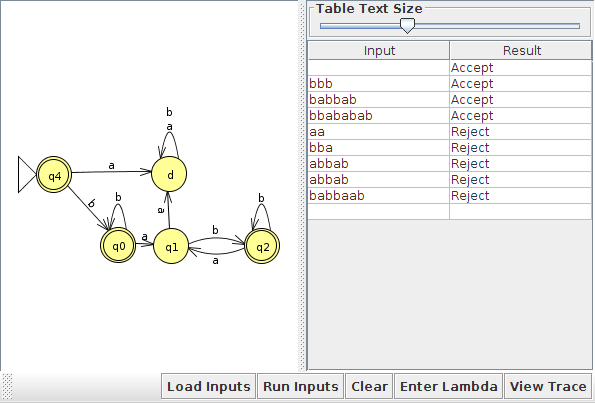 Table Text Size
Input Result
Accept
bbb Accept
babbab Accept
bbababab Accept
aa Reject
bba Reject
abbab Reject
abbab Reject
babbaab Reject
b
a
q4 a d
b b a b
q0 a q1 b q2
a
Load Inputs Run Inputs Clear Enter Lambda View Trace